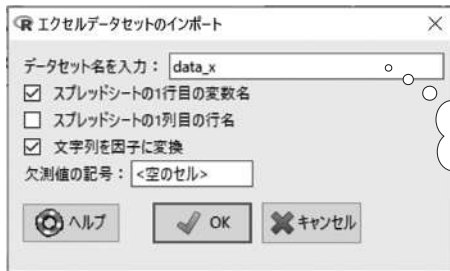 エクセルデータセットのインポート
データセット名を入力： data_x
スプレッドシートの1行目の変数名
スプレッドシートの1列目の行名
文字列を因子に変換
欠測値の記号： <空のセル>
ヘルプ OK キャンセル